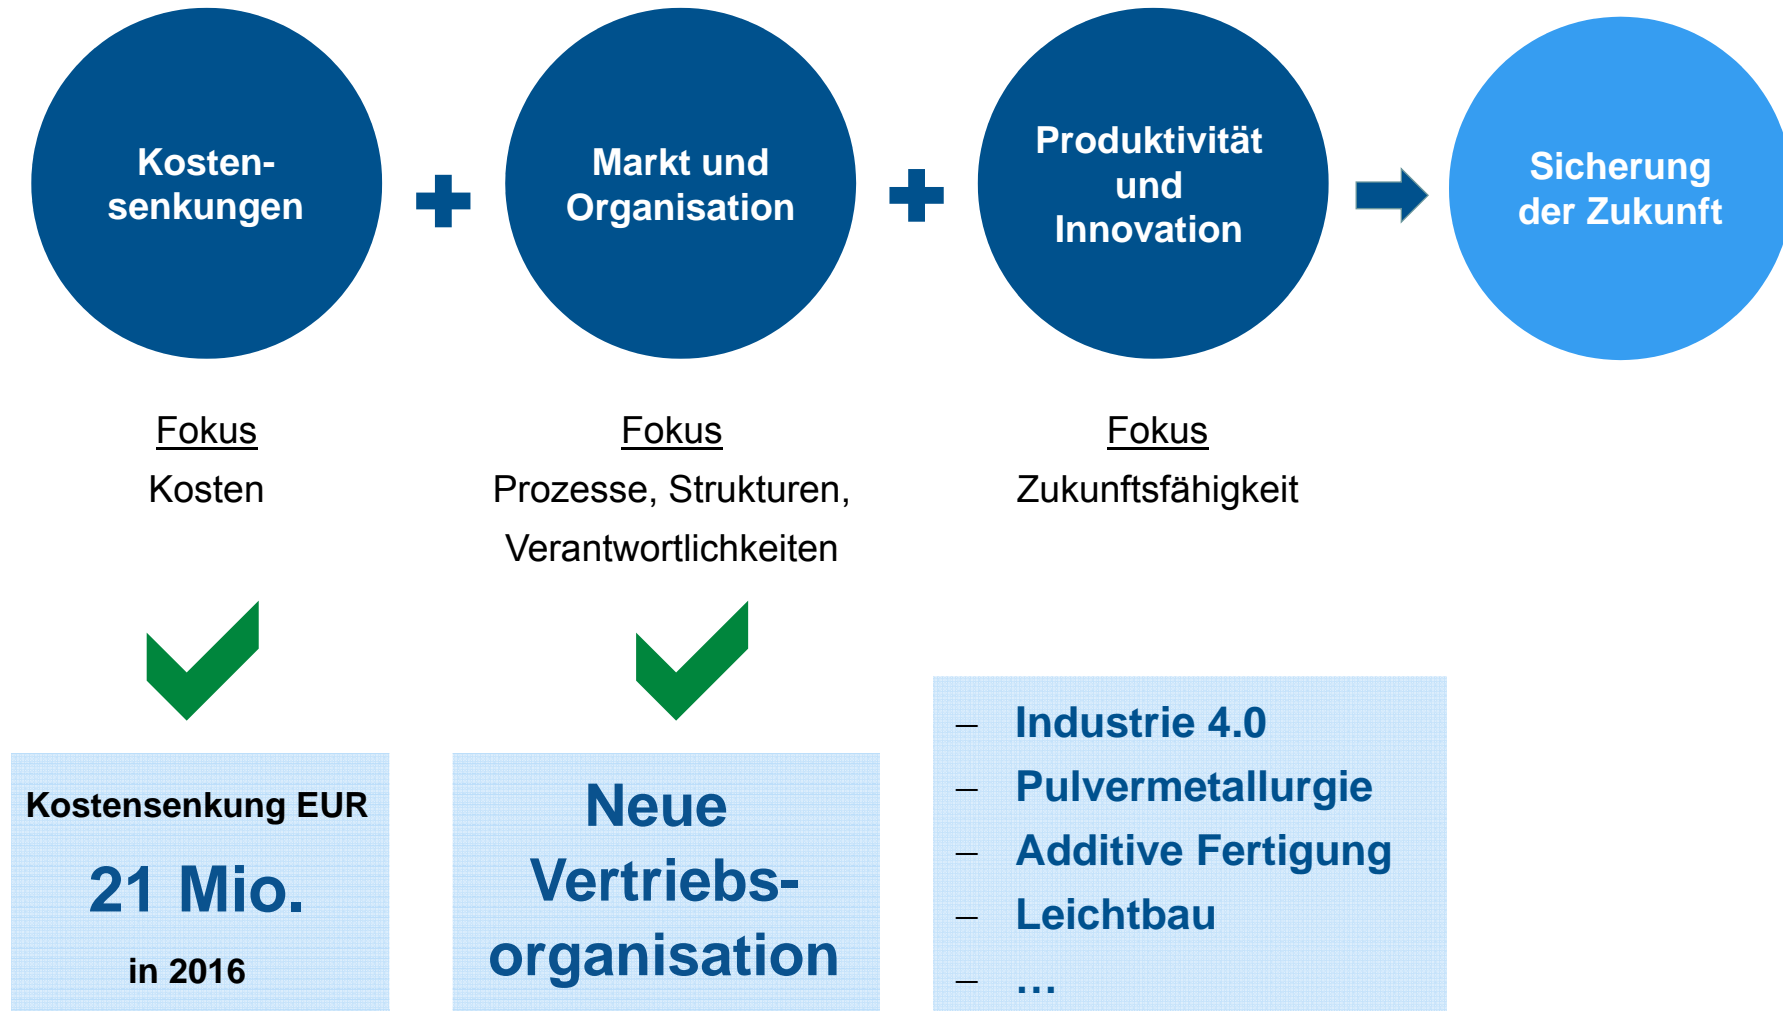 Kosten-
senkungen
Markt und
Organisation
Produktivität
und
Innovation
Sicherung
der Zukunft
Fokus
Kosten
Fokus
Prozesse, Strukturen,
Verantwortlichkeiten
Fokus
Zukunftsfähigkeit
Kostensenkung EUR
21 Mio.
in 2016
Neue
Vertriebs-
organisation
– Industrie 4.0
– Pulvermetallurgie
– Additive Fertigung
– Leichtbau
– …